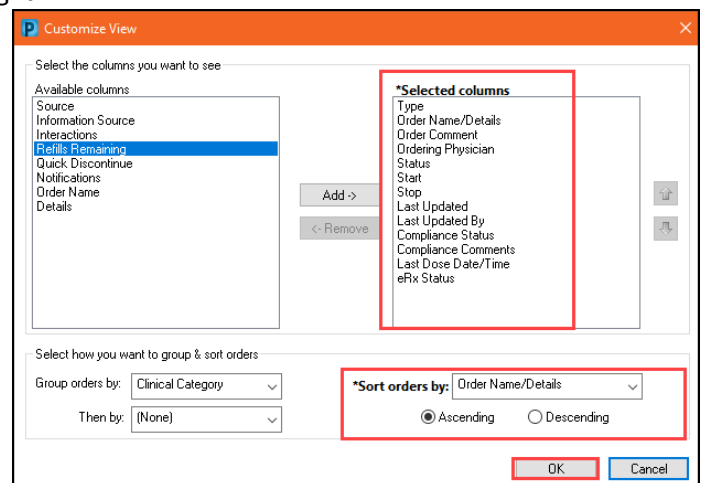 P Customize View
Select the columns you want to see
Available columns
Source
Information Source
Interactions
Refills Remaining
Quick Discontinue
Notifications
Order Name
Details
Add ->
<- Remove
*Selected columns
Type
Order Name/Details
Order Comment
Ordering Physician
Status
Start
Stop
Last Updated
Last Updated By
Compliance Status
Compliance Comments
Last Dose Date/Time
eRx Status
Select how you want to group & sort orders
Group orders by: Clinical Category
Then by: (None)
*Sort orders by: Order Name/Details
Ascending Descending
OK Cancel